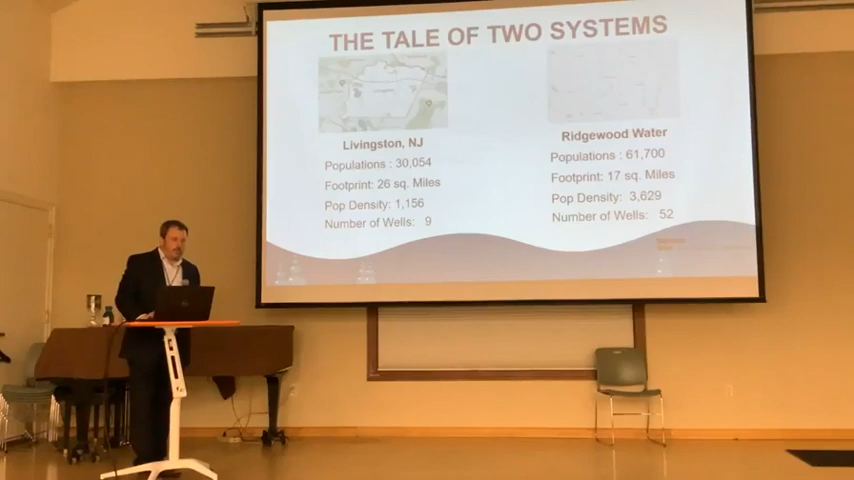 THE TALE OF TWO SYSTEMS
Livingston, NJ
Populations : 30,054
Footprint: 26 sq. Miles
Pop Density: 1,156
Number of Wells: 9
Ridgewood Water
Populations : 61,700
Footprint: 17 sq. Miles
Pop Density: 3,629
Number of Wells: 52